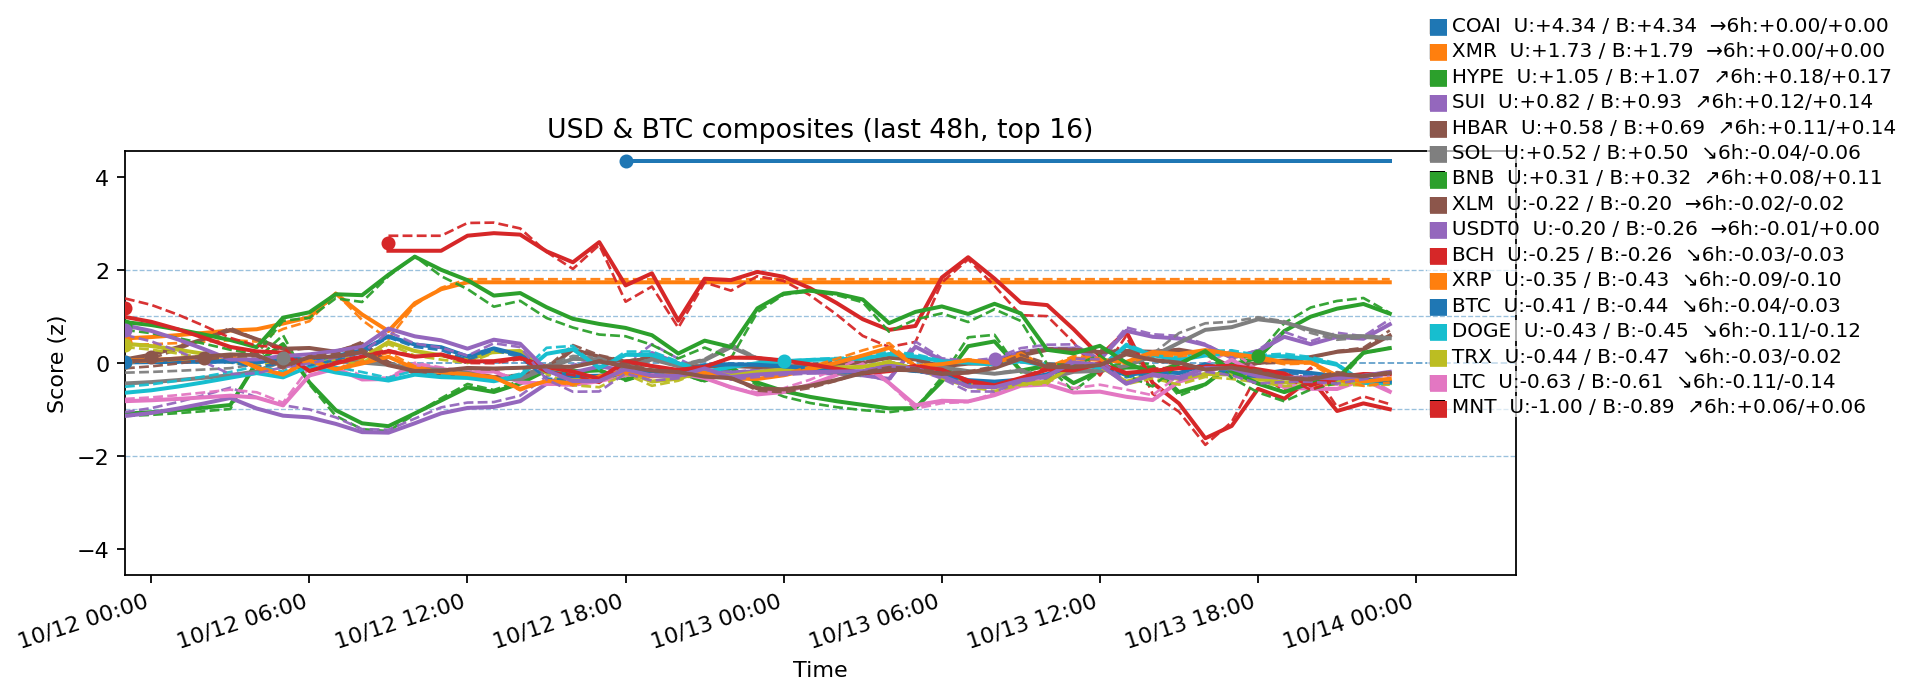 COAI U:+4.34 / B:+4.34 →6h:+0.00/+0.00
XMR U:+1.73 / B:+1.79 →6h:+0.00/+0.00
HYPE U:+1.05 / B:+1.07 ↗6h:+0.18/+0.17
SUI U:+0.82 / B:+0.93 ↗6h:+0.12/+0.14
HBAR U:+0.58 / B:+0.69 ↗6h:+0.11/+0.14
SOL U:+0.52 / B:+0.50 ↘6h:-0.04/-0.06
BNB U:+0.31 / B:+0.32 ↗6h:+0.08/+0.11
XLM U:-0.22 / B:-0.20 →6h:-0.02/-0.02
USDT0 U:-0.20 / B:-0.26 →6h:-0.01/+0.00
BCH U:-0.25 / B:-0.26 ↘6h:-0.03/-0.03
XRP U:-0.35 / B:-0.43 ↘6h:-0.09/-0.10
BTC U:-0.41 / B:-0.44 ↘6h:-0.04/-0.03
DOGE U:-0.43 / B:-0.45 ↘6h:-0.11/-0.12
TRX U:-0.44 / B:-0.47 ↘6h:-0.03/-0.02
LTC U:-0.63 / B:-0.61 ↘6h:-0.11/-0.14
MNT U:-1.00 / B:-0.89 ↗6h:+0.06/+0.06
USD & BTC composites (last 48h, top 16)
Score (z)
4
2
0
−2
−4
10/12 00:00
10/12 06:00
10/12 12:00
10/12 18:00
10/13 00:00
10/13 06:00
10/13 12:00
10/13 18:00
10/14 00:00
Time